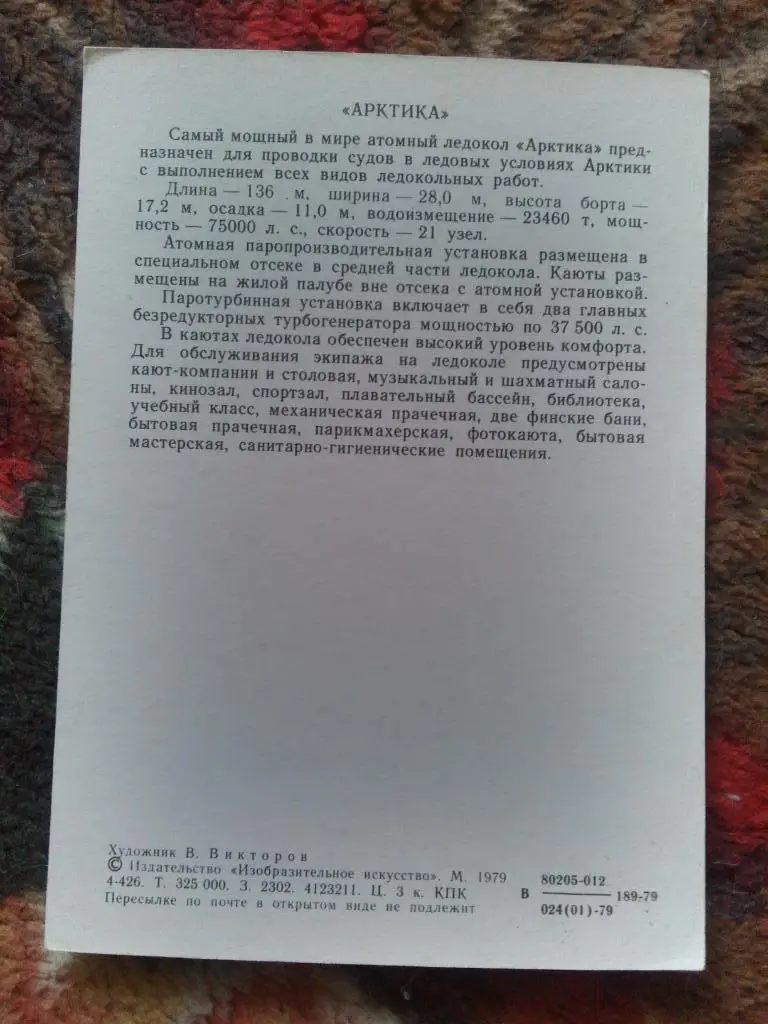 «АРКТИКА»
Самый мощный в мире атомный ледокол «Арктика» пред-
назначен для проводки судов в ледовых условиях Арктики
с выполнением всех видов ледокольных работ.
Длина — 136 . м, ширина — 28,0 м, высота борта —
17,2 м, осадка — 11,0 м, водоизмещение — 23460 т, мощ-
ность — 75000 л. с., скорость — 21 узел.
Атомная паропроизводительная установка размещена в
специальном отсеке в средней части ледокола. Каюты раз-
мещены на жилой палубе вне отсека с атомной установкой.
Паротурбинная установка включает в себя два главных
безредукторных турбогенератора мощностью по 37 500 л. с.
В каютах ледокола обеспечен высокий уровень комфорта.
Для обслуживания экипажа на ледоколе предусмотрены
кают-компании и столовая, музыкальный и шахматный сало-
ны, кинозал, спортзал, плавательный бассейн, библиотека,
учебный класс, механическая прачечная, две финские бани,
бытовая прачечная, парикмахерская, фотокаюта, бытовая
мастерская, санитарно-гигиенические помещения.
Художник В. Викторов
© Издательство «Изобразительное искусство». М. 1979
4-426. Т. 325 000. З. 2302. 4123211. Ц. 3 к. КПК
Пересылке по почте в открытом виде не подлежит
80205-012
В 189-79
024(01)-79